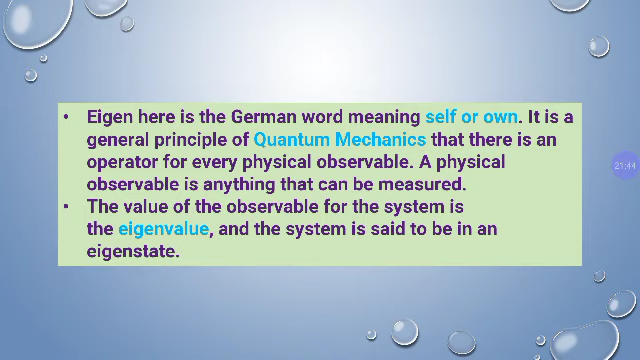 • Eigen here is the German word meaning self or own. It is a
general principle of Quantum Mechanics that there is an
operator for every physical observable. A physical
observable is anything that can be measured.
• The value of the observable for the system is
the eigenvalue, and the system is said to be in an
eigenstate.
21:44